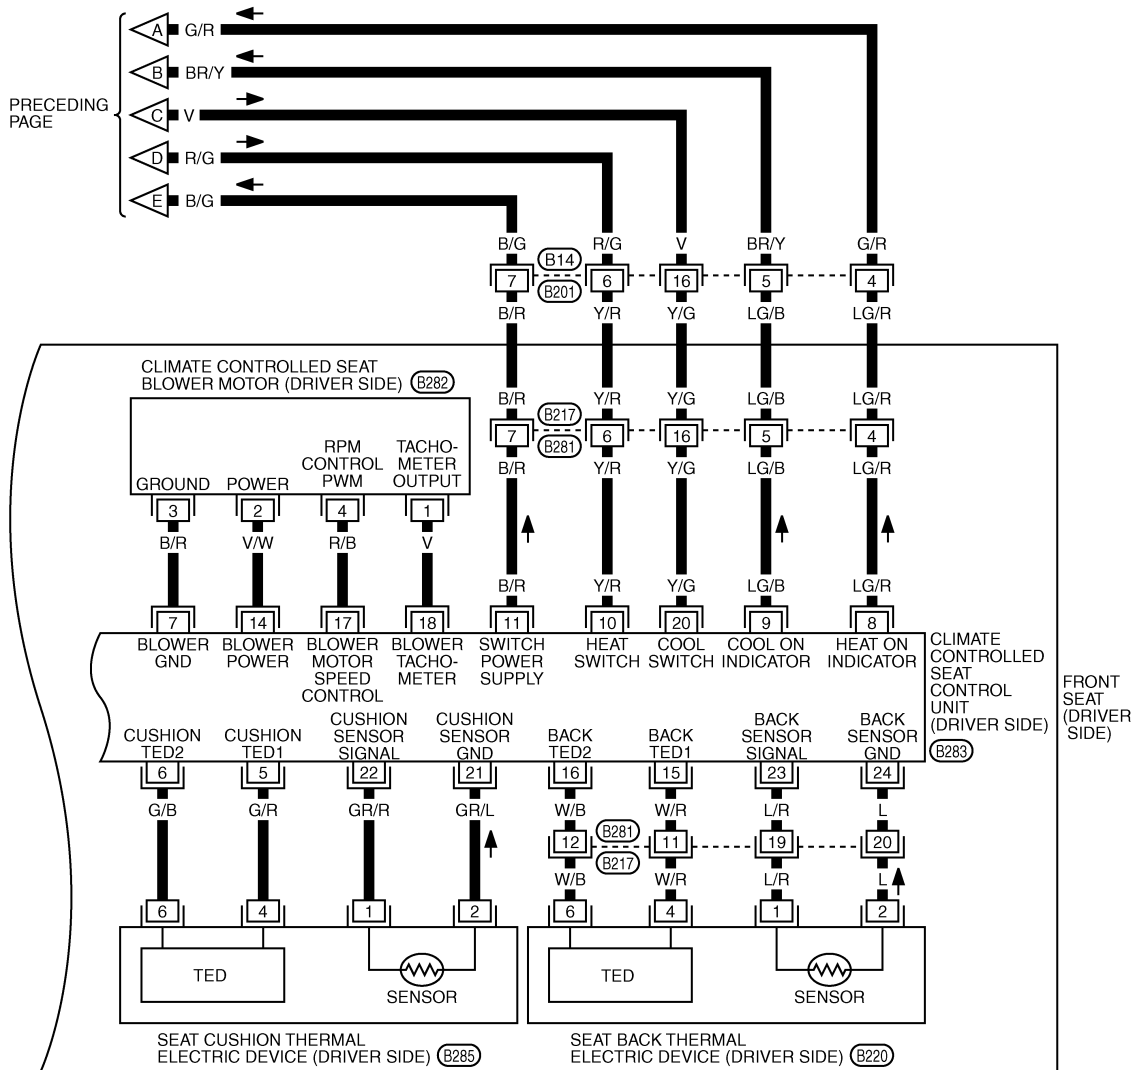 A G/R
B BR/Y
PRECEDING
PAGE
C V
D R/G
E B/G
B/G R/G V BR/Y G/R
B14
7 6 16 5 4
B201
B/R Y/R Y/G LG/B LG/R
CLIMATE CONTROLLED SEAT
BLOWER MOTOR (DRIVER SIDE) B282
B/R Y/R Y/G LG/B LG/R
B217
7 6 16 5 4
B281
B/R Y/R Y/G LG/B LG/R
GROUND
POWER
RPM
CONTROL
PWM
TACHO-
METER
OUTPUT
3 2 4 1
B/R V/W R/B V
B/R Y/R Y/G LG/B LG/R
7 14 17 18 11 10 20 9 8
BLOWER
GND
BLOWER
POWER
BLOWER
MOTOR
SPEED
CONTROL
BLOWER
TACHO-
METER
SWITCH
POWER
SUPPLY
HEAT
SWITCH
COOL
SWITCH
COOL ON
INDICATOR
HEAT ON
INDICATOR
CLIMATE
CONTROLLED
SEAT
CONTROL
UNIT
(DRIVER SIDE)
B283
FRONT
SEAT
(DRIVER
SIDE)
CUSHION
TED2
CUSHION
TED1
CUSHION
SENSOR
SIGNAL
CUSHION
SENSOR
GND
BACK
TED2
BACK
TED1
BACK
SENSOR
SIGNAL
BACK
SENSOR
GND
6 5 22 21 16 15 23 24
G/B G/R GR/R GR/L W/B W/R L/R L
B281
12 11 19 20
B217
W/B W/R L/R L
6 4 1 2 6 4 1 2
TED
SENSOR
TED
SENSOR
SEAT CUSHION THERMAL
ELECTRIC DEVICE (DRIVER SIDE) B285
SEAT BACK THERMAL
ELECTRIC DEVICE (DRIVER SIDE) B220